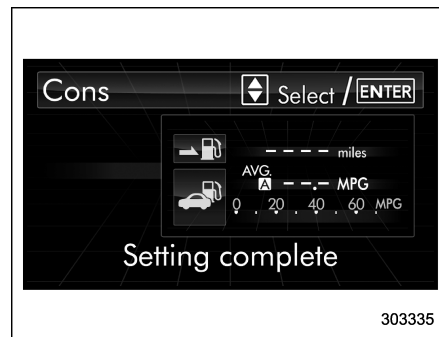 Cons Select / ENTER
– – – – miles
AVG.
A – –.– MPG
0 . 20 . 40 . 60 . MPG
Setting complete
303335